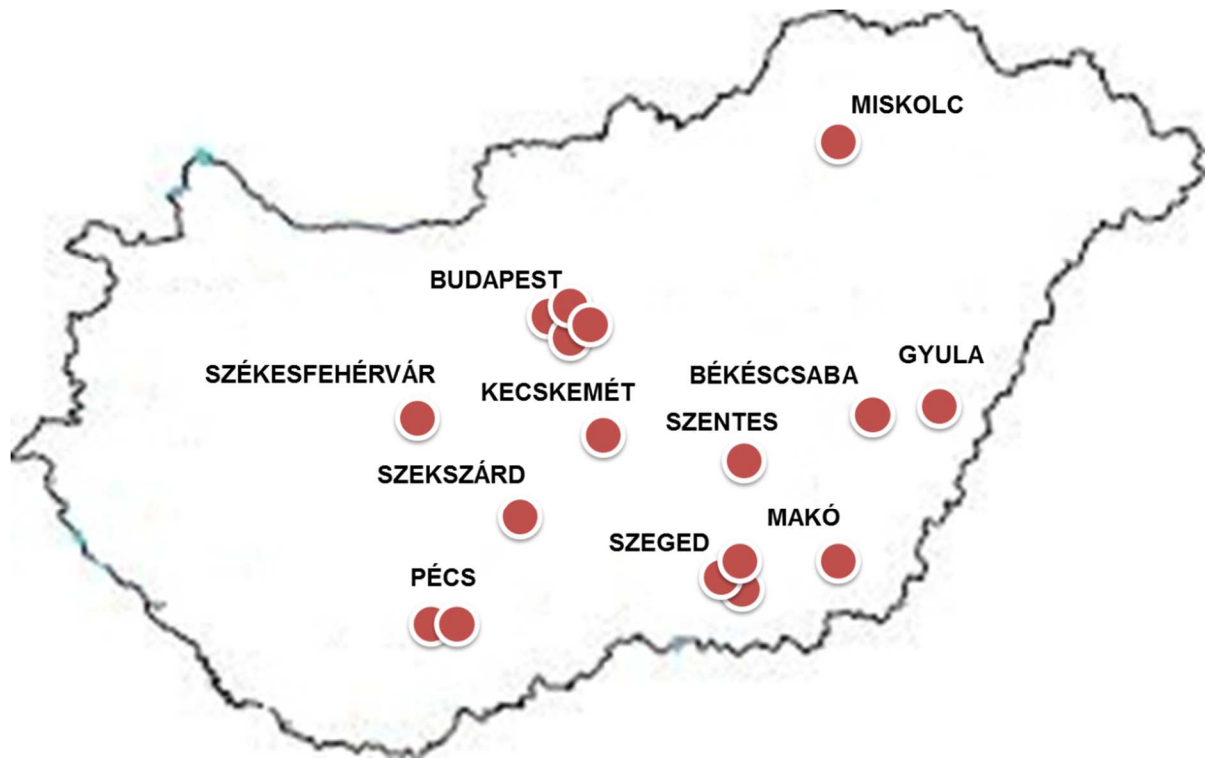 MISKOLC
BUDAPEST
GYULA
SZÉKESFEHÉRVÁR
BÉKÉSCSABA
KECSKEMÉT
SZENTES
SZEKSZÁRD
MAKÓ
SZEGED
PÉCS